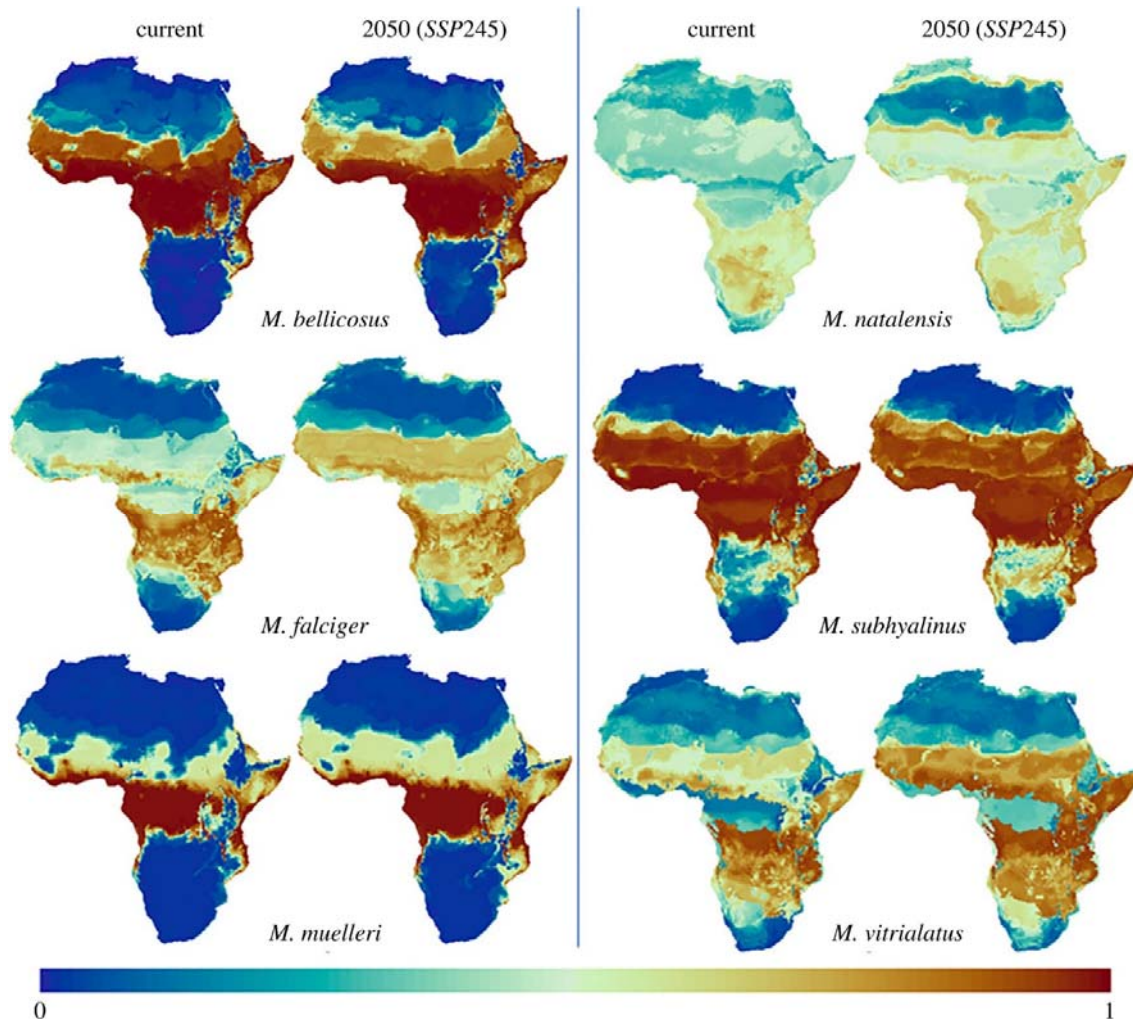 current 2050 (SSP245) current 2050 (SSP245)
M. bellicosus M. natalensis
M. falciger M. subhyalinus
M. muelleri M. vitrialatus
0 1